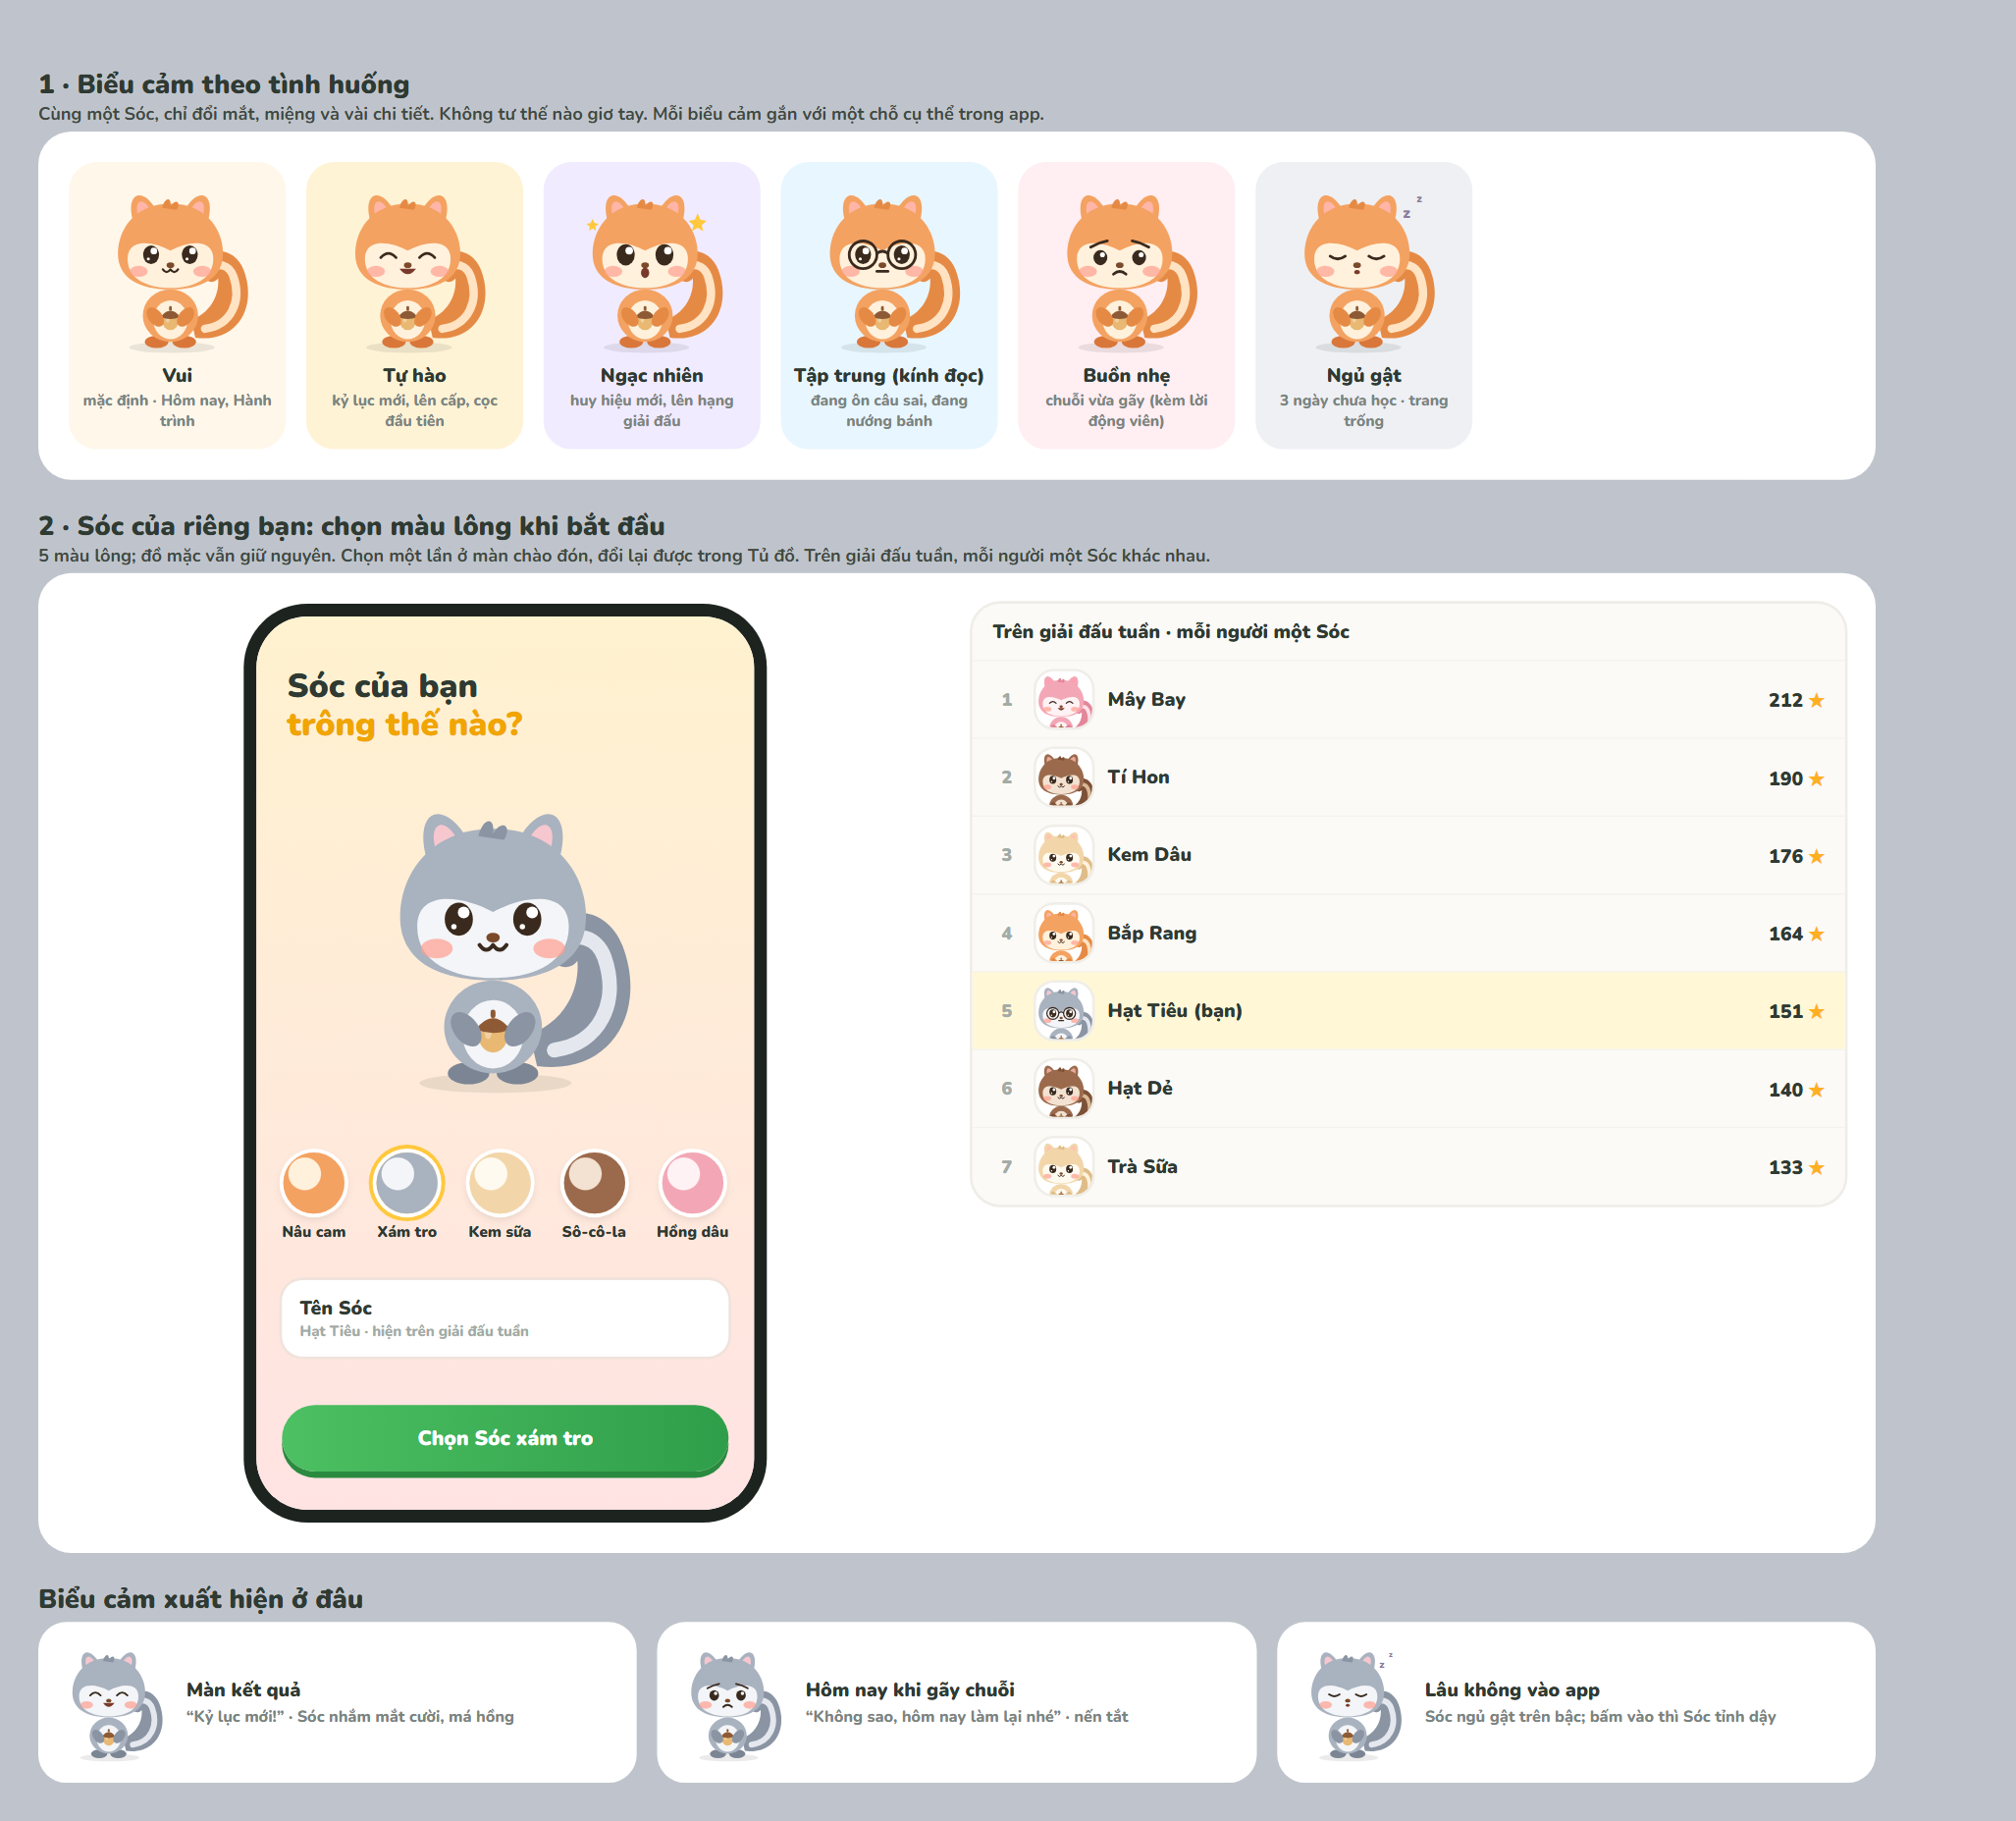 1 · Biểu cảm theo tình huống
Cùng một Sóc, chỉ đổi mắt, miệng và vài chi tiết. Không tư thế nào giơ tay. Mỗi biểu cảm gắn với một chỗ cụ thể trong app.
Vui
mặc định · Hôm nay, Hành
trình
Tự hào
kỷ lục mới, lên cấp, cọc
đầu tiên
Ngạc nhiên
huy hiệu mới, lên hạng
giải đấu
Tập trung (kính đọc)
đang ôn câu sai, đang
nướng bánh
Buồn nhẹ
chuỗi vừa gãy (kèm lời
động viên)
z
z
Ngủ gật
3 ngày chưa học · trang
trống
2 · Sóc của riêng bạn: chọn màu lông khi bắt đầu
5 màu lông; đồ mặc vẫn giữ nguyên. Chọn một lần ở màn chào đón, đổi lại được trong Tủ đồ. Trên giải đấu tuần, mỗi người một Sóc khác nhau.
Sóc của bạn
trông thế nào?
Nâu cam
Xám tro
Kem sữa
Sô-cô-la
Hồng dâu
Tên Sóc
Hạt Tiêu · hiện trên giải đấu tuần
Chọn Sóc xám tro
Trên giải đấu tuần · mỗi người một Sóc
1 Mây Bay 212 ★
2 Tí Hon 190 ★
3 Kem Dâu 176 ★
4 Bắp Rang 164 ★
5 Hạt Tiêu (bạn) 151 ★
6 Hạt Dẻ 140 ★
7 Trà Sữa 133 ★
Biểu cảm xuất hiện ở đâu
Màn kết quả
“Kỷ lục mới!” · Sóc nhắm mắt cười, má hồng
Hôm nay khi gãy chuỗi
“Không sao, hôm nay làm lại nhé” · nến tắt
z
z
Lâu không vào app
Sóc ngủ gật trên bậc; bấm vào thì Sóc tỉnh dậy